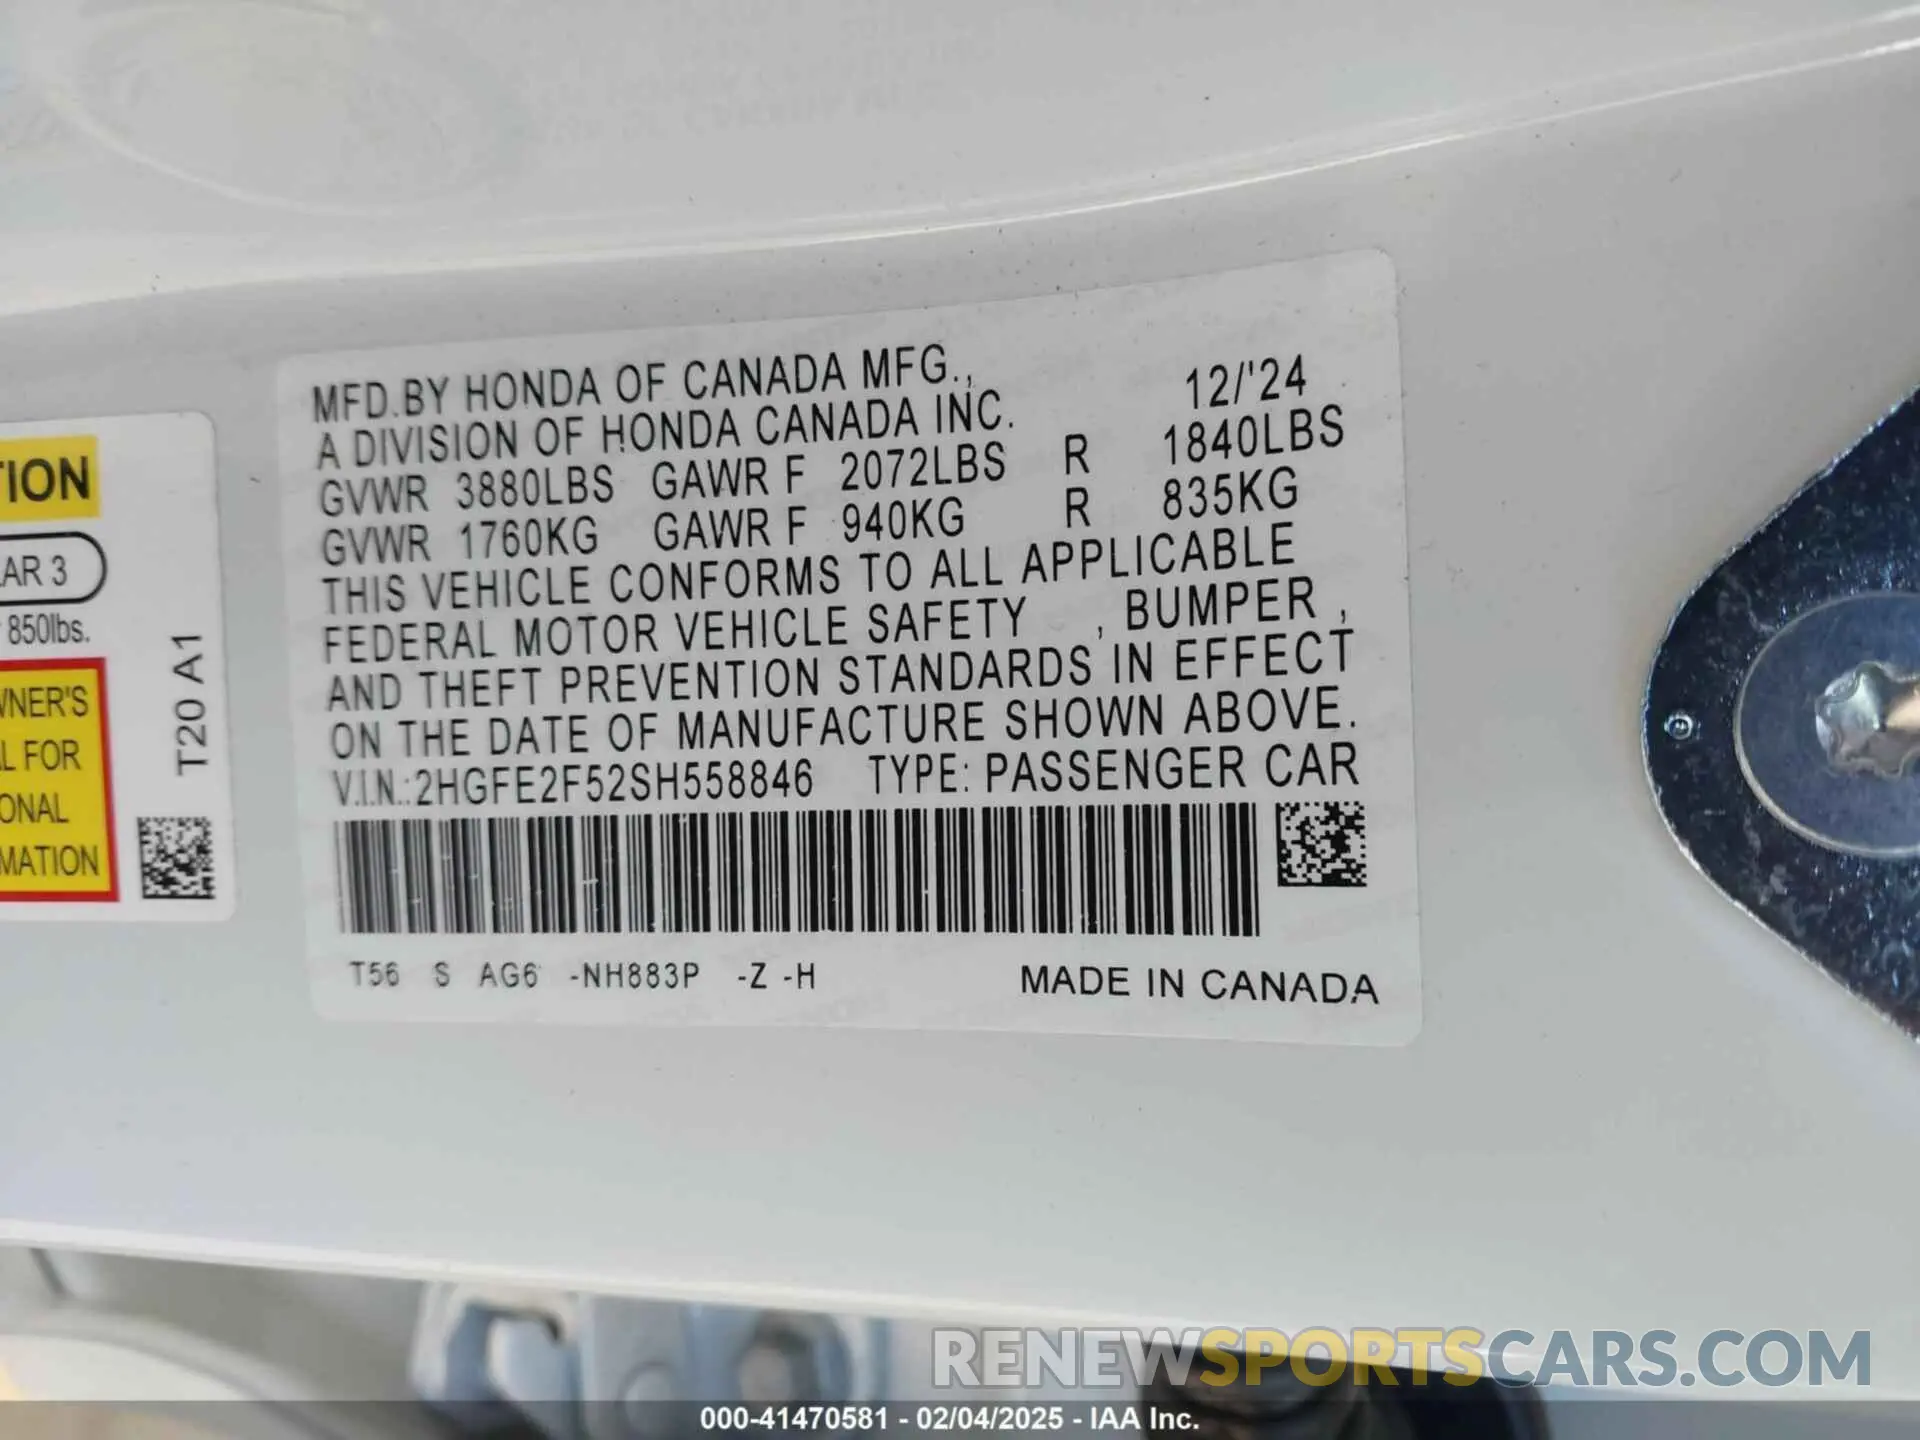 MFD.BY HONDA OF CANADA MFG., 12/'24
A DIVISION OF HONDA CANADA INC.
GVWR 3880LBS GAWR F 2072LBS R 1840LBS
GVWR 1760KG GAWR F 940KG R 835KG
THIS VEHICLE CONFORMS TO ALL APPLICABLE
FEDERAL MOTOR VEHICLE SAFETY , BUMPER ,
AND THEFT PREVENTION STANDARDS IN EFFECT
ON THE DATE OF MANUFACTURE SHOWN ABOVE.
V.I.N.:2HGFE2F52SH558846 TYPE: PASSENGER CAR
T56 S AG6 -NH883P -Z -H MADE IN CANADA
TION
LAR 3
850lbs.
WNER'S
AL FOR
ONAL
MATION
T20 A1
RENEWSPORTSCARS.COM
000-41470581 - 02/04/2025 - IAA Inc.